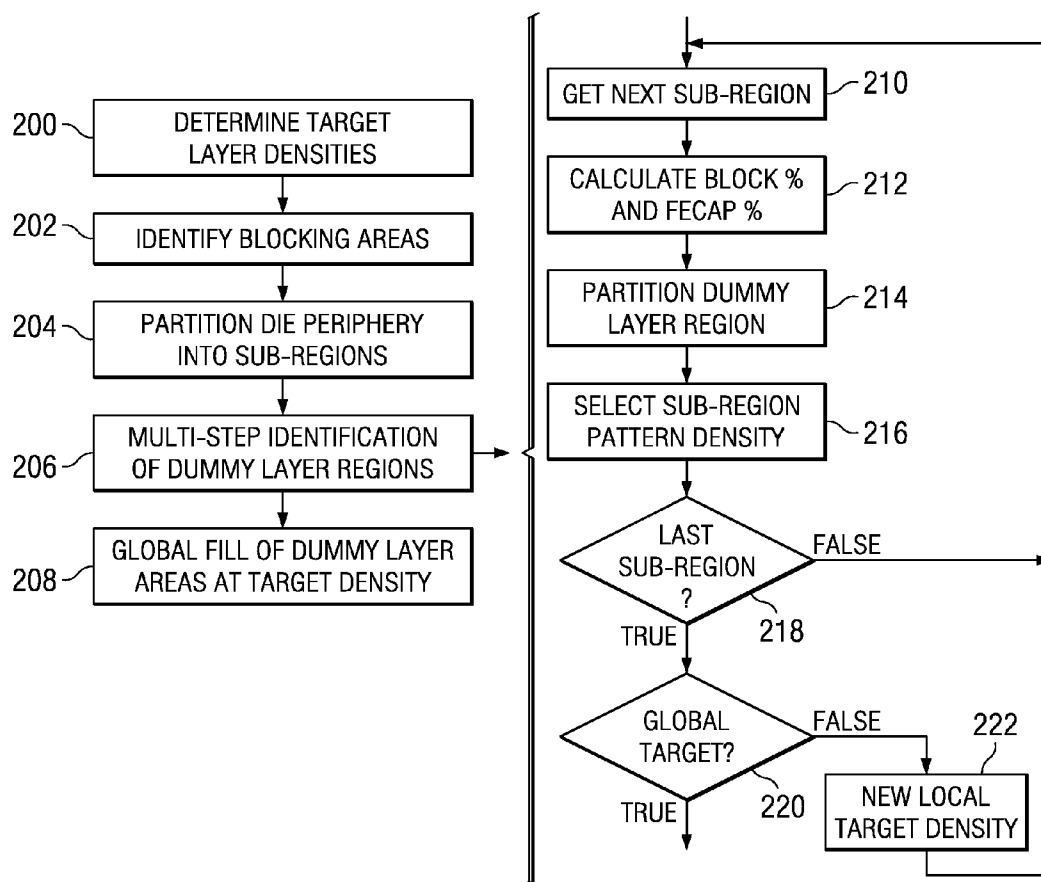 200
DETERMINE TARGET
LAYER DENSITIES
202
IDENTIFY BLOCKING AREAS
204
PARTITION DIE PERIPHERY
INTO SUB-REGIONS
206
MULTI-STEP IDENTIFICATION
OF DUMMY LAYER REGIONS
208
GLOBAL FILL OF DUMMY LAYER
AREAS AT TARGET DENSITY
GET NEXT SUB-REGION
210
CALCULATE BLOCK %
AND FECAP %
212
PARTITION DUMMY
LAYER REGION
214
SELECT SUB-REGION
PATTERN DENSITY
216
LAST
SUB-REGION
?
FALSE
218
TRUE
GLOBAL
TARGET?
FALSE
220
TRUE
222
NEW LOCAL
TARGET DENSITY